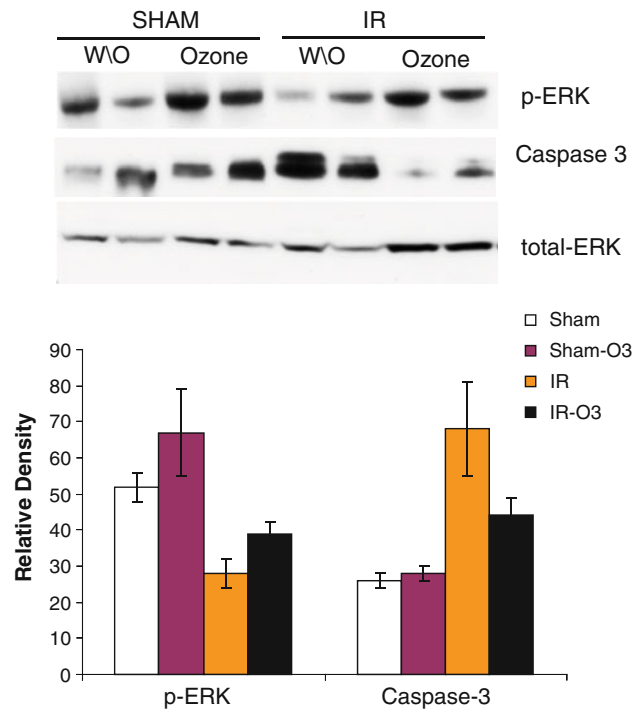 SHAM IR
W\O Ozone W\O Ozone
p-ERK
Caspase 3
total-ERK
Sham
Sham-O3
IR
IR-O3
90
80
70
60
50
40
30
20
10
0
Relative Density
p-ERK Caspase-3